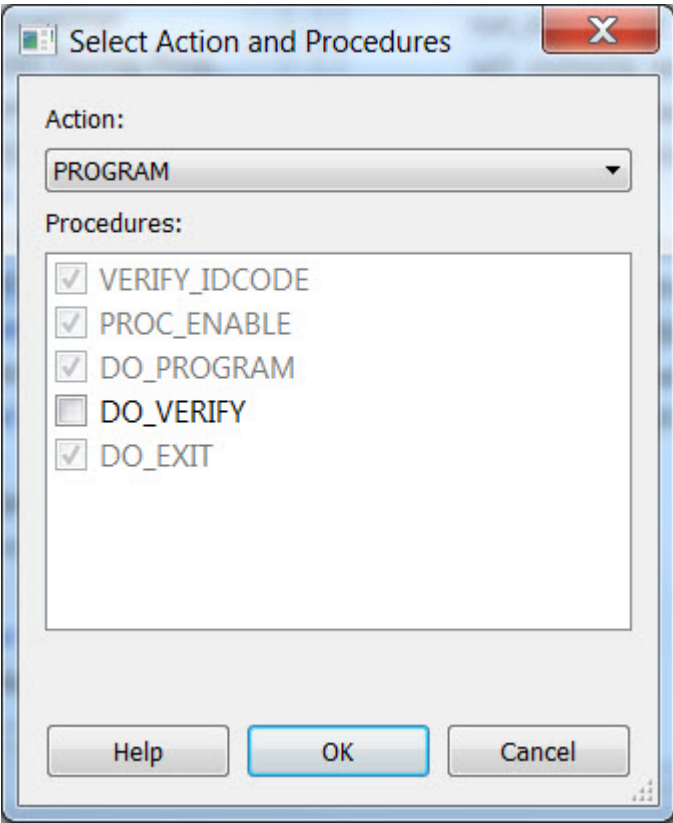 Select Action and Procedures
Action:
PROGRAM
Procedures:
VERIFY_IDCODE
PROC_ENABLE
DO_PROGRAM
DO_VERIFY
DO_EXIT
Help OK Cancel